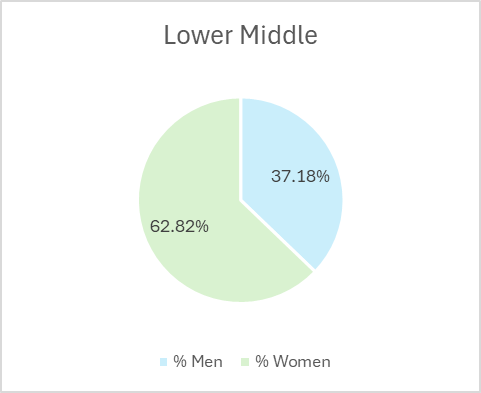 Lower Middle
37.18%
62.82%
% Men
% Women